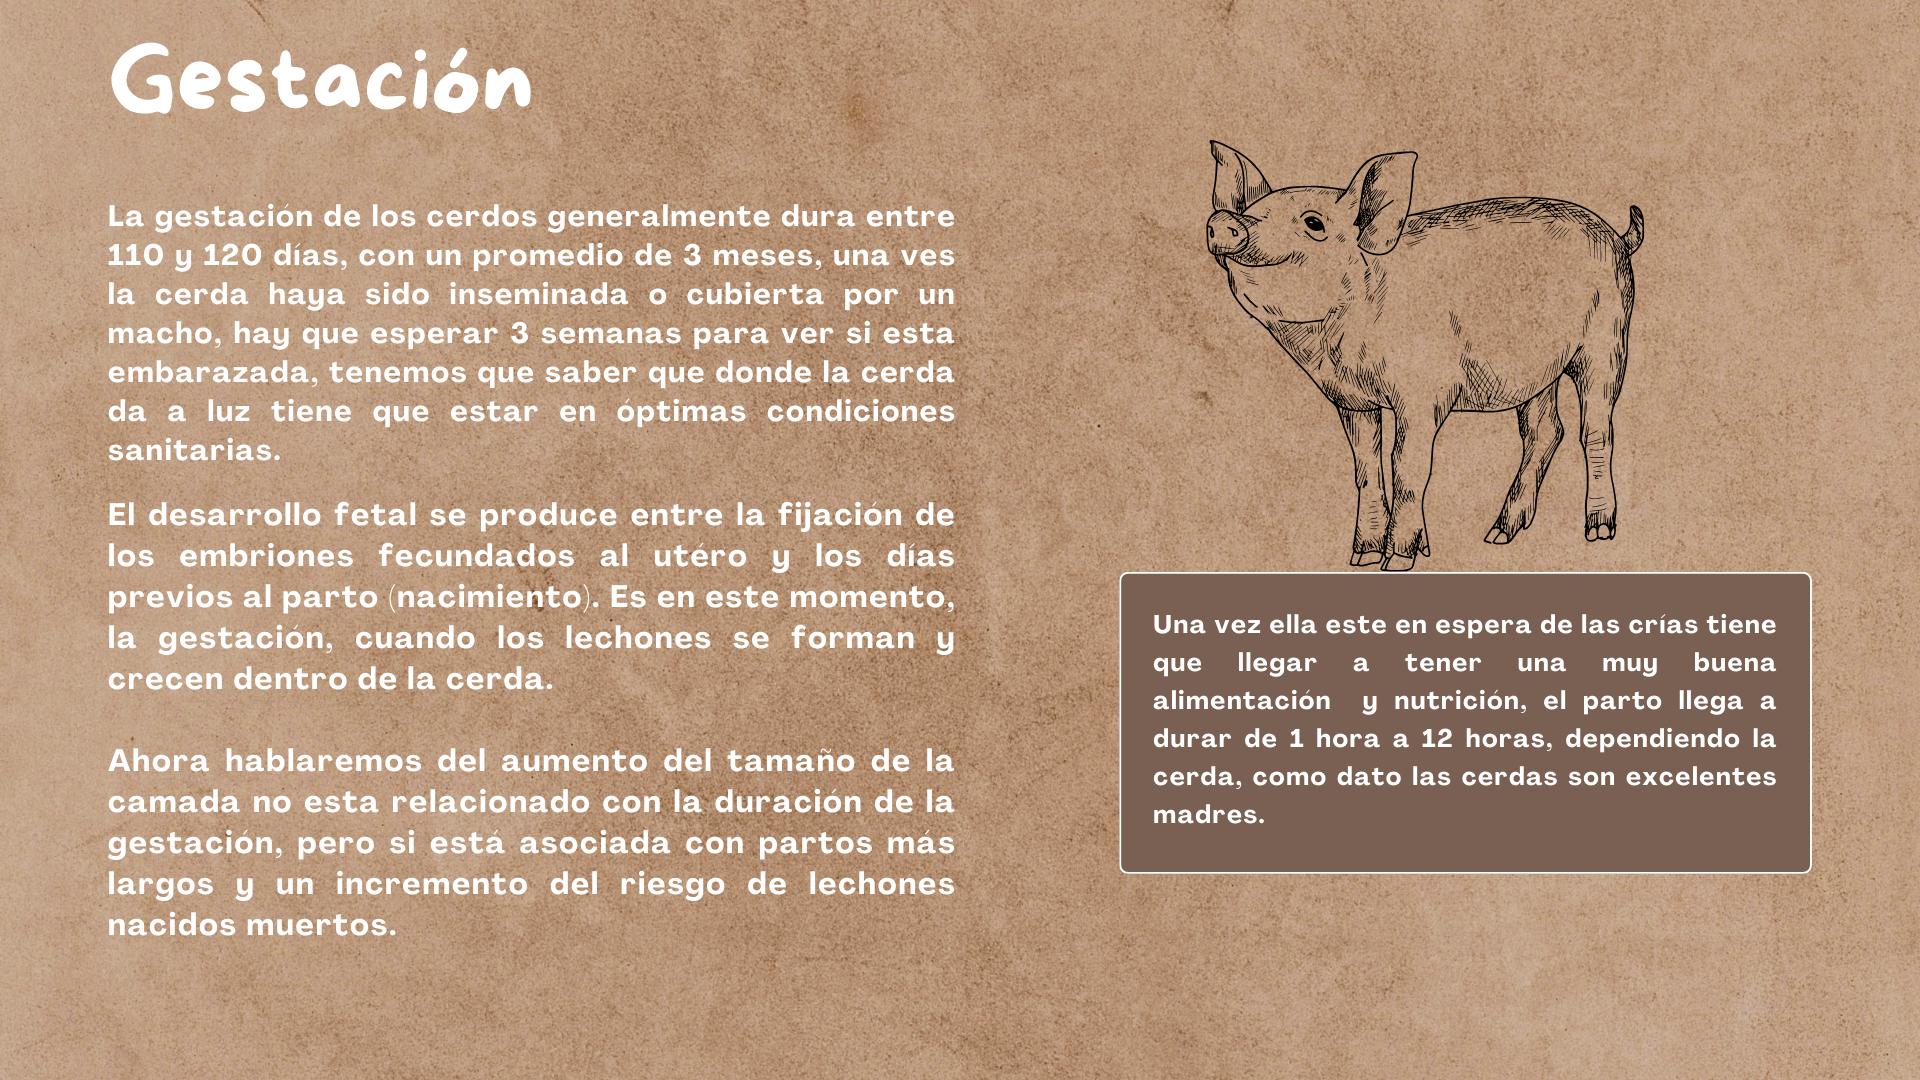 Gestación
La gestación de los cerdos generalmente dura entre
110 y 120 días, con un promedio de 3 meses, una ves
la cerda haya sido inseminada o cubierta por un
macho, hay que esperar 3 semanas para ver si esta
embarazada, tenemos que saber que donde la cerda
da a luz tiene que estar en óptimas condiciones
sanitarias.
El desarrollo fetal se produce entre la fijación de
los embriones fecundados al utéro y los días
previos al parto (nacimiento). Es en este momento,
la gestación, cuando los lechones se forman y
crecen dentro de la cerda.
Ahora hablaremos del aumento del tamaño de la
camada no esta relacionado con la duración de la
gestación, pero si está asociada con partos más
largos y un incremento del riesgo de lechones
nacidos muertos.
Una vez ella este en espera de las crías tiene
que llegar a tener una muy buena
alimentación y nutrición, el parto llega a
durar de 1 hora a 12 horas, dependiendo la
cerda, como dato las cerdas son excelentes
madres.